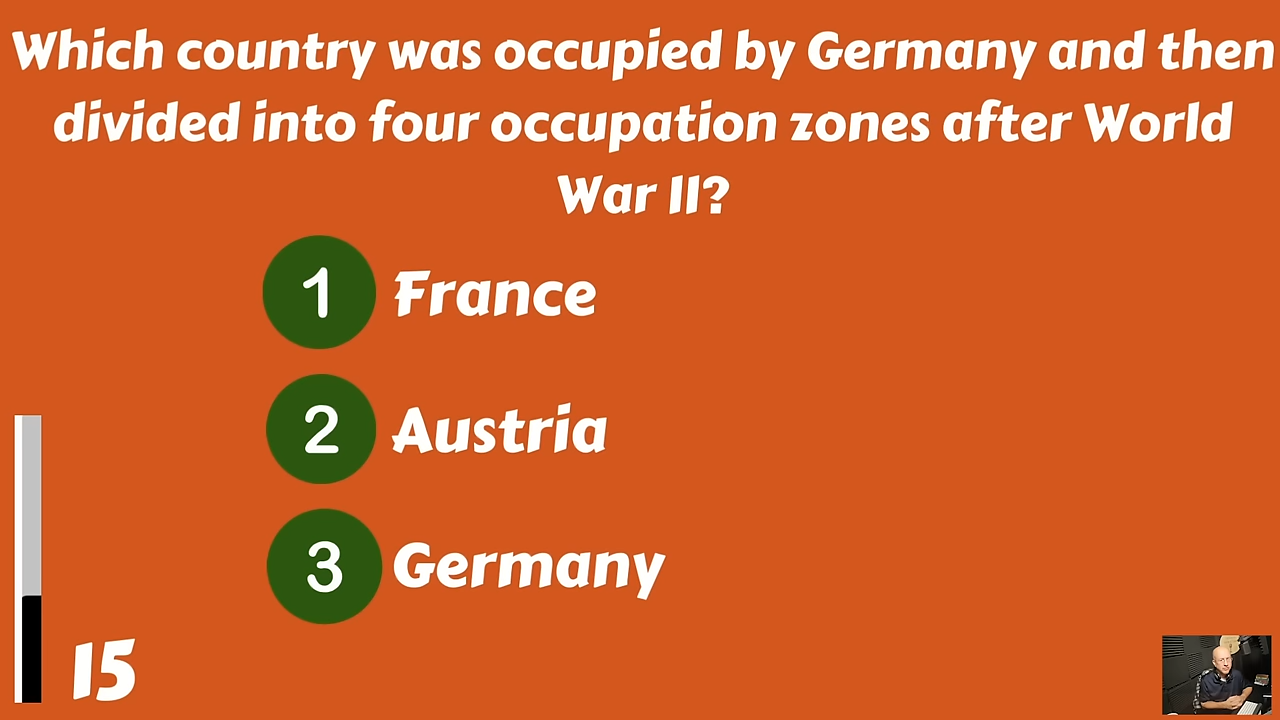 Which country was occupied by Germany and then
divided into four occupation zones after World
War II?
1 France
2 Austria
3 Germany
15